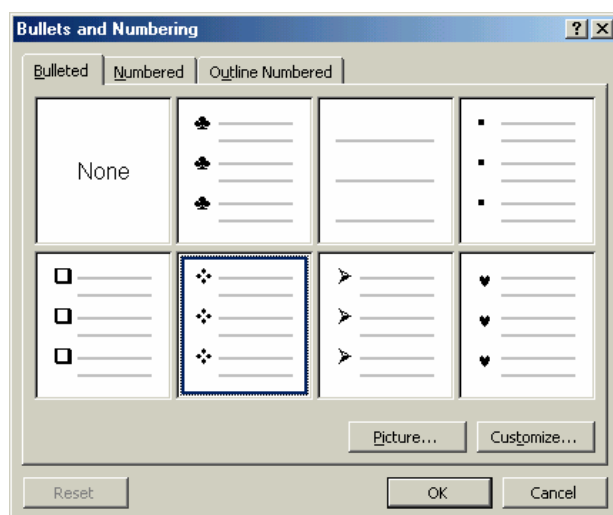 Bullets and Numbering
Bulleted Numbered Outline Numbered
None
Picture... Customize...
Reset OK Cancel